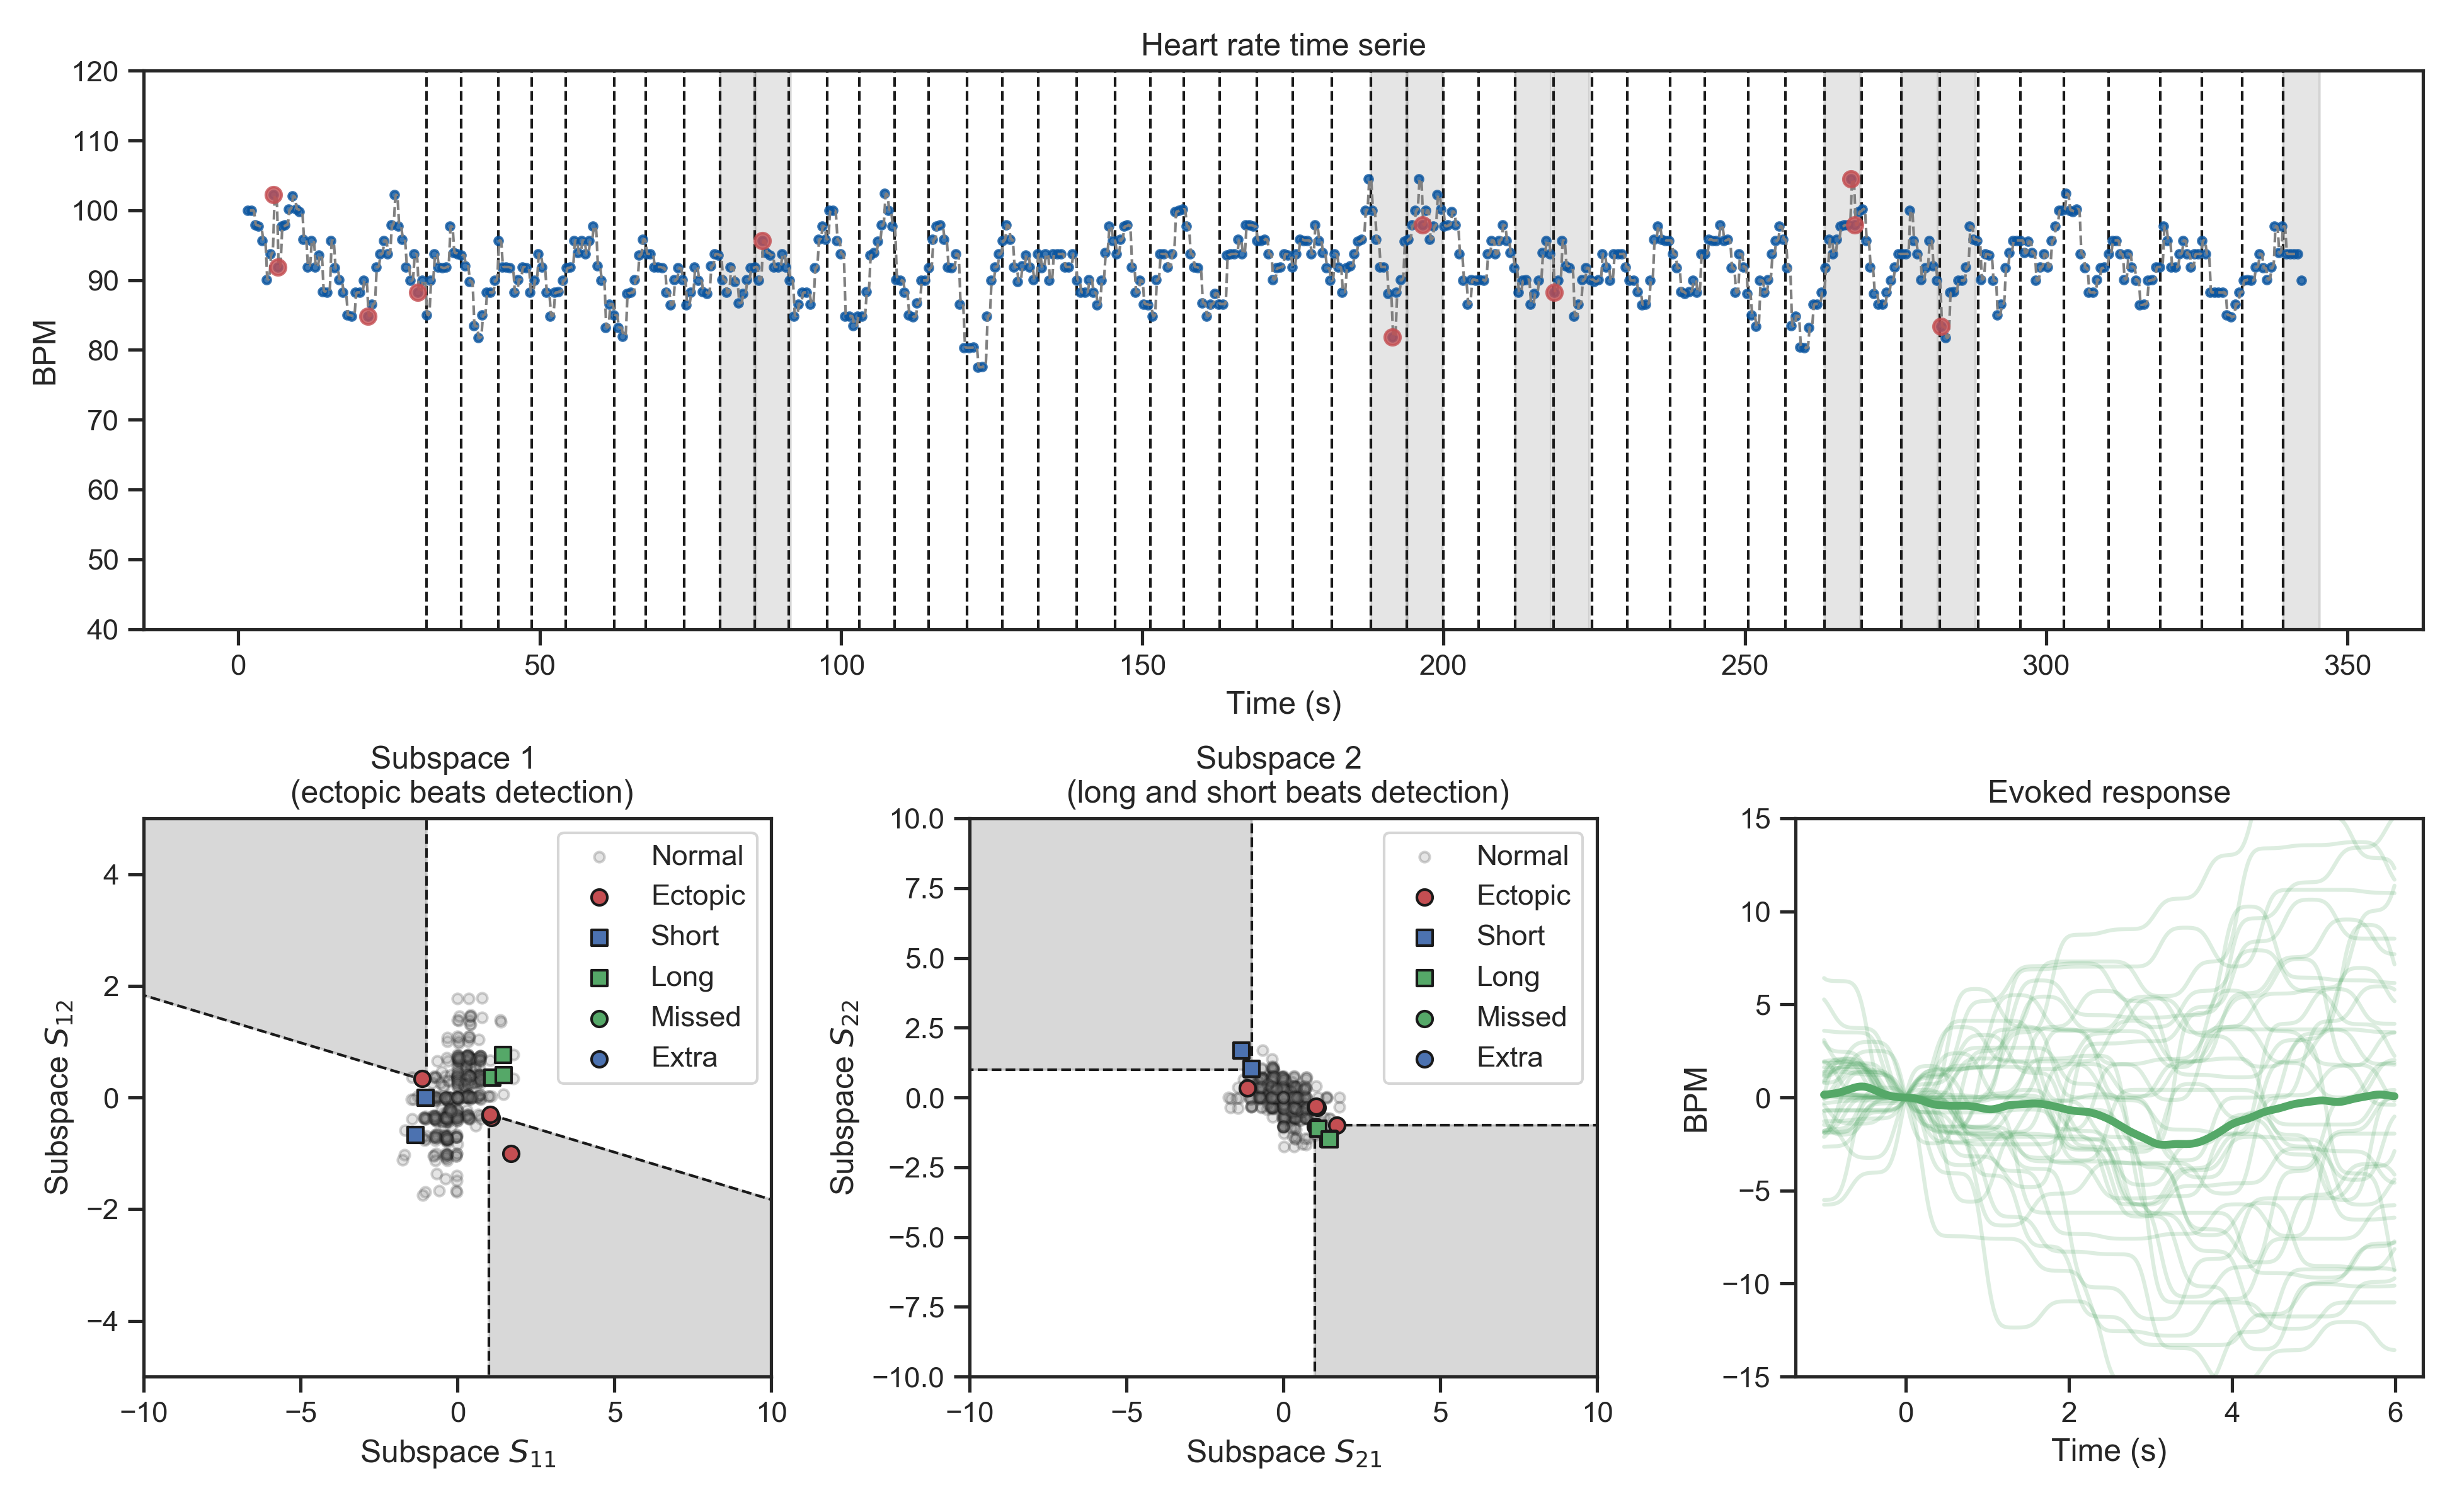 Heart rate time serie
120
110
100
90
80
70
60
50
40
BPM
0 50 100 150 200 250 300 350
Time (s)
Subspace 1
(ectopic beats detection)
4
2
0
−2
−4
Subspace S12
Normal
Ectopic
Short
Long
Missed
Extra
−10 −5 0 5 10
Subspace S11
Subspace 2
(long and short beats detection)
10.0
7.5
5.0
2.5
0.0
−2.5
−5.0
−7.5
−10.0
Subspace S22
Normal
Ectopic
Short
Long
Missed
Extra
−10 −5 0 5 10
Subspace S21
Evoked response
15
10
5
0
−5
−10
−15
BPM
0 2 4 6
Time (s)